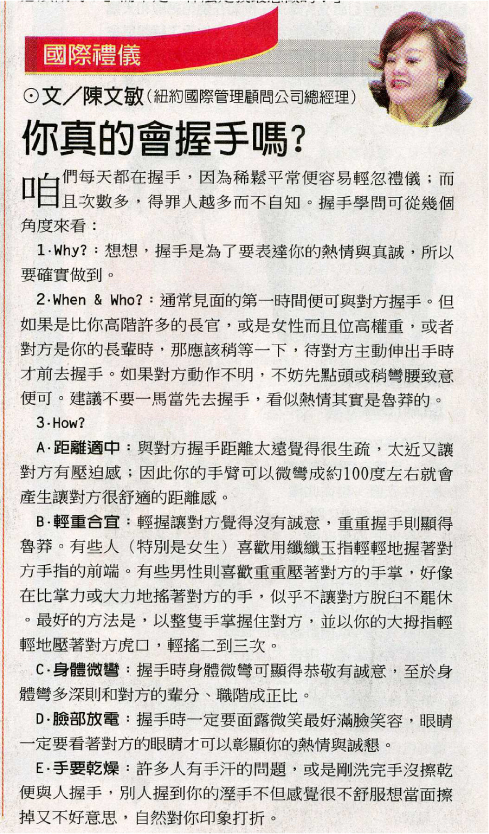 國際禮儀
⊙文／陳文敏(紐約國際管理顧問公司總經理)
你真的會握手嗎?
咱們每天都在握手，因為稀鬆平常便容易輕忽禮儀；而
且次數多，得罪人越多而不自知。握手學問可從幾個
角度來看：
1·Why?：想想，握手是為了要表達你的熱情與真誠，所以
要確實做到。
2·When & Who?：通常見面的第一時間便可與對方握手。但
如果是比你高階許多的長官，或是女性而且位高權重，或者
對方是你的長輩時，那應該稍等一下，待對方主動伸出手時
才前去握手。如果對方動作不明，不妨先點頭或稍彎腰致意
便可。建議不要一馬當先去握手，看似熱情其實是魯莽的。
3·How?
A·距離適中：與對方握手距離太遠覺得很生疏，太近又讓
對方有壓迫感；因此你的手臂可以微彎成約100度左右就會
產生讓對方很舒適的距離感。
B·輕重合宜：輕握讓對方覺得沒有誠意，重重握手則顯得
魯莽。有些人（特別是女生）喜歡用纖纖玉指輕輕地握著對
方手指的前端。有些男性則喜歡重重壓著對方的手掌，好像
在比掌力或大力地搖著對方的手，似乎不讓對方脫臼不罷休
。最好的方法是，以整隻手掌握住對方，並以你的大拇指輕
輕地壓著對方虎口，輕搖二到三次。
C·身體微彎：握手時身體微彎可顯得恭敬有誠意，至於身
體彎多深則和對方的輩分、職階成正比。
D·臉部放電：握手時一定要面露微笑最好滿臉笑容，眼睛
一定要看著對方的眼睛才可以彰顯你的熱情與誠懇。
E·手要乾燥：許多人有手汗的問題，或是剛洗完手沒擦乾
便與人握手，別人握到你的溼手不但感覺很不舒服想當面擦
掉又不好意思，自然對你印象打折。